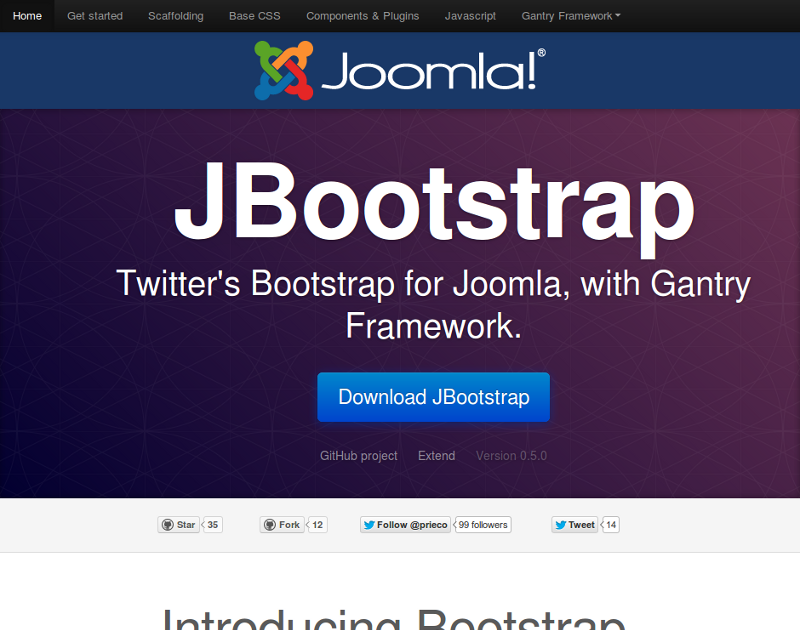 Home Get started Scaffolding Base CSS Components & Plugins Javascript Gantry Framework
Joomla!®
JBootstrap
Twitter's Bootstrap for Joomla, with Gantry
Framework.
Download JBootstrap
GitHub project Extend Version 0.5.0
Star 35 Fork 12 Follow @prieco 99 followers Tweet 14
Introducing Bootstrap